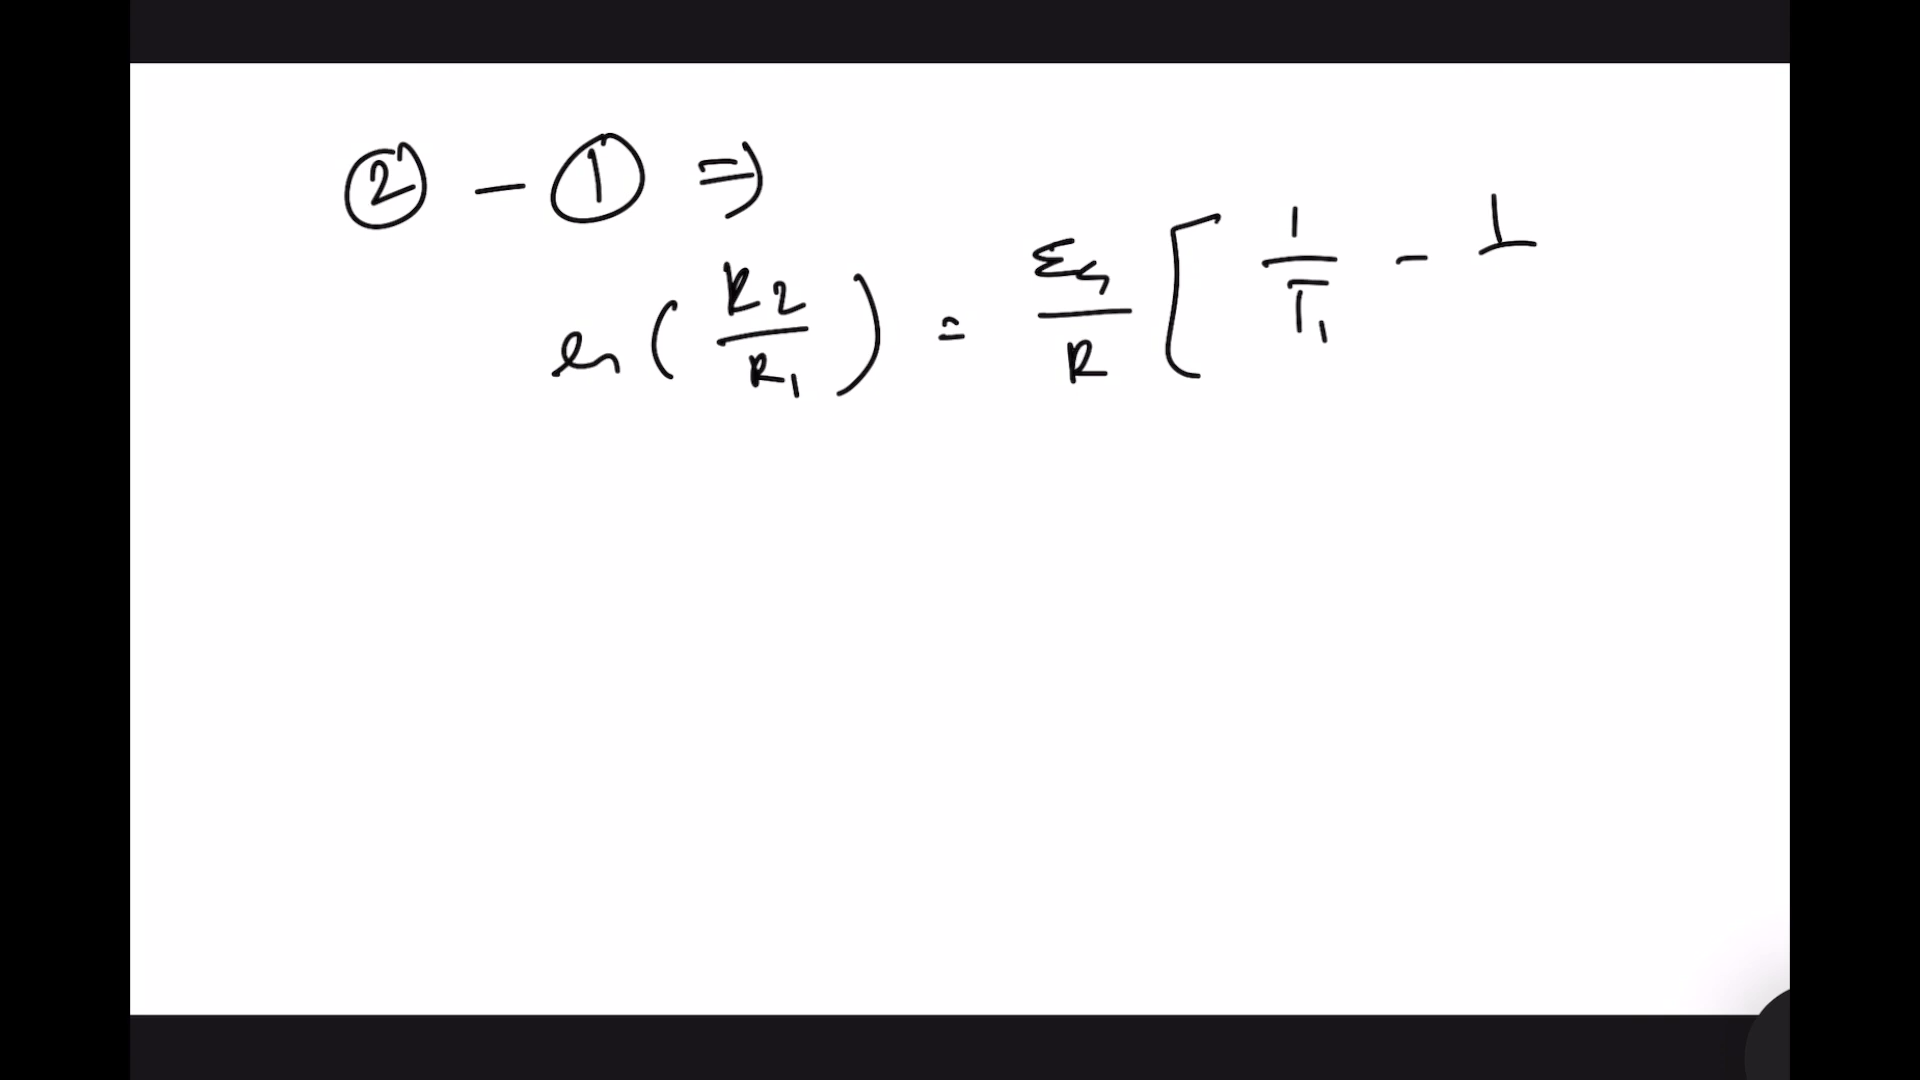 ② - ① ⇒
ln ( K2 / K1 ) = Ea / R [ 1 / T1 - 1